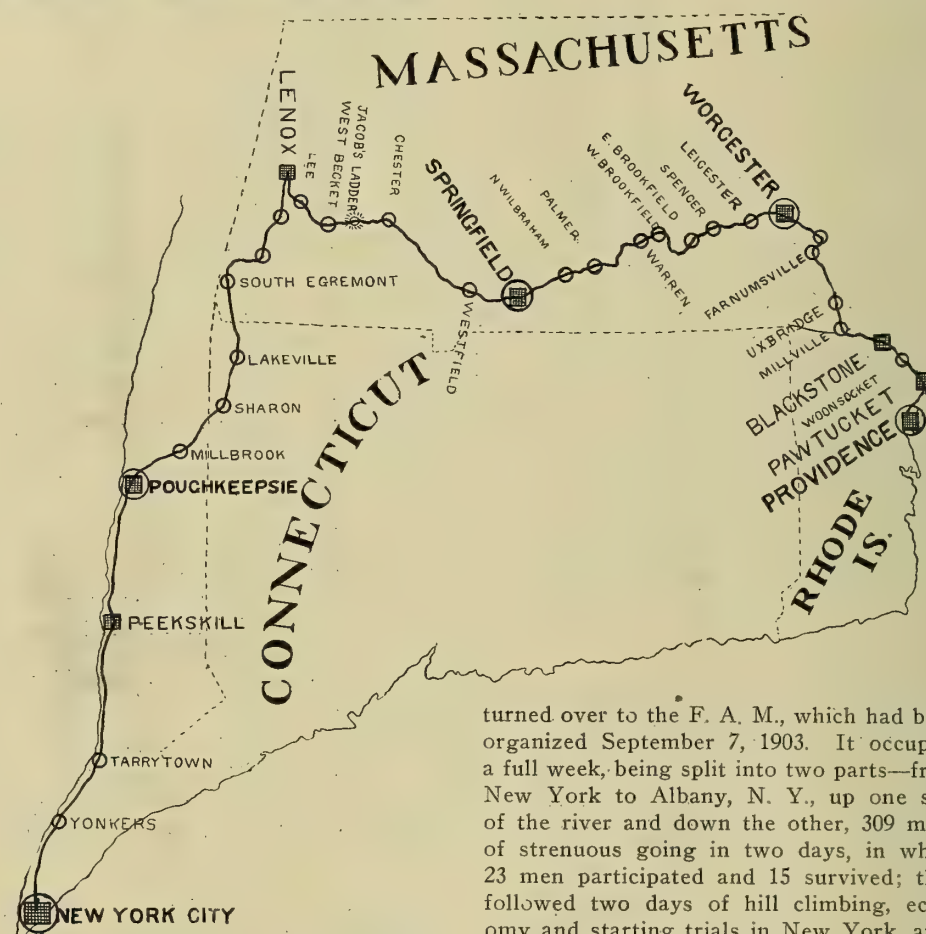 MASSACHUSETTS
LENOX
LEE
WEST BECKET
JACOB'S LADDER
CHESTER
SPRINGFIELD
N WILBRAHAM
PALMER
W. BROOKFIELD
E. BROOKFIELD
SPENCER
LEICESTER
WORCESTER
WARREN
WESTFIELD
FARNUMSVILLE
UXBRIDGE
MILLVILLE
BLACKSTONE
WOONSOCKET
PAWTUCKET
PROVIDENCE
RHODE
IS.
SOUTH EGREMONT
LAKEVILLE
SHARON
MILLBROOK
POUGHKEEPSIE
CONNECTICUT
PEEKSKILL
TARRYTOWN
YONKERS
NEW YORK CITY
turned over to the F. A. M., which had b
organized September 7, 1903. It occup
a full week, being split into two parts—fr
New York to Albany, N. Y., up one s
of the river and down the other, 309 m
of strenuous going in two days, in wh
23 men participated and 15 survived; th
followed two days of hill climbing, ec
omy and starting trials in New York, an